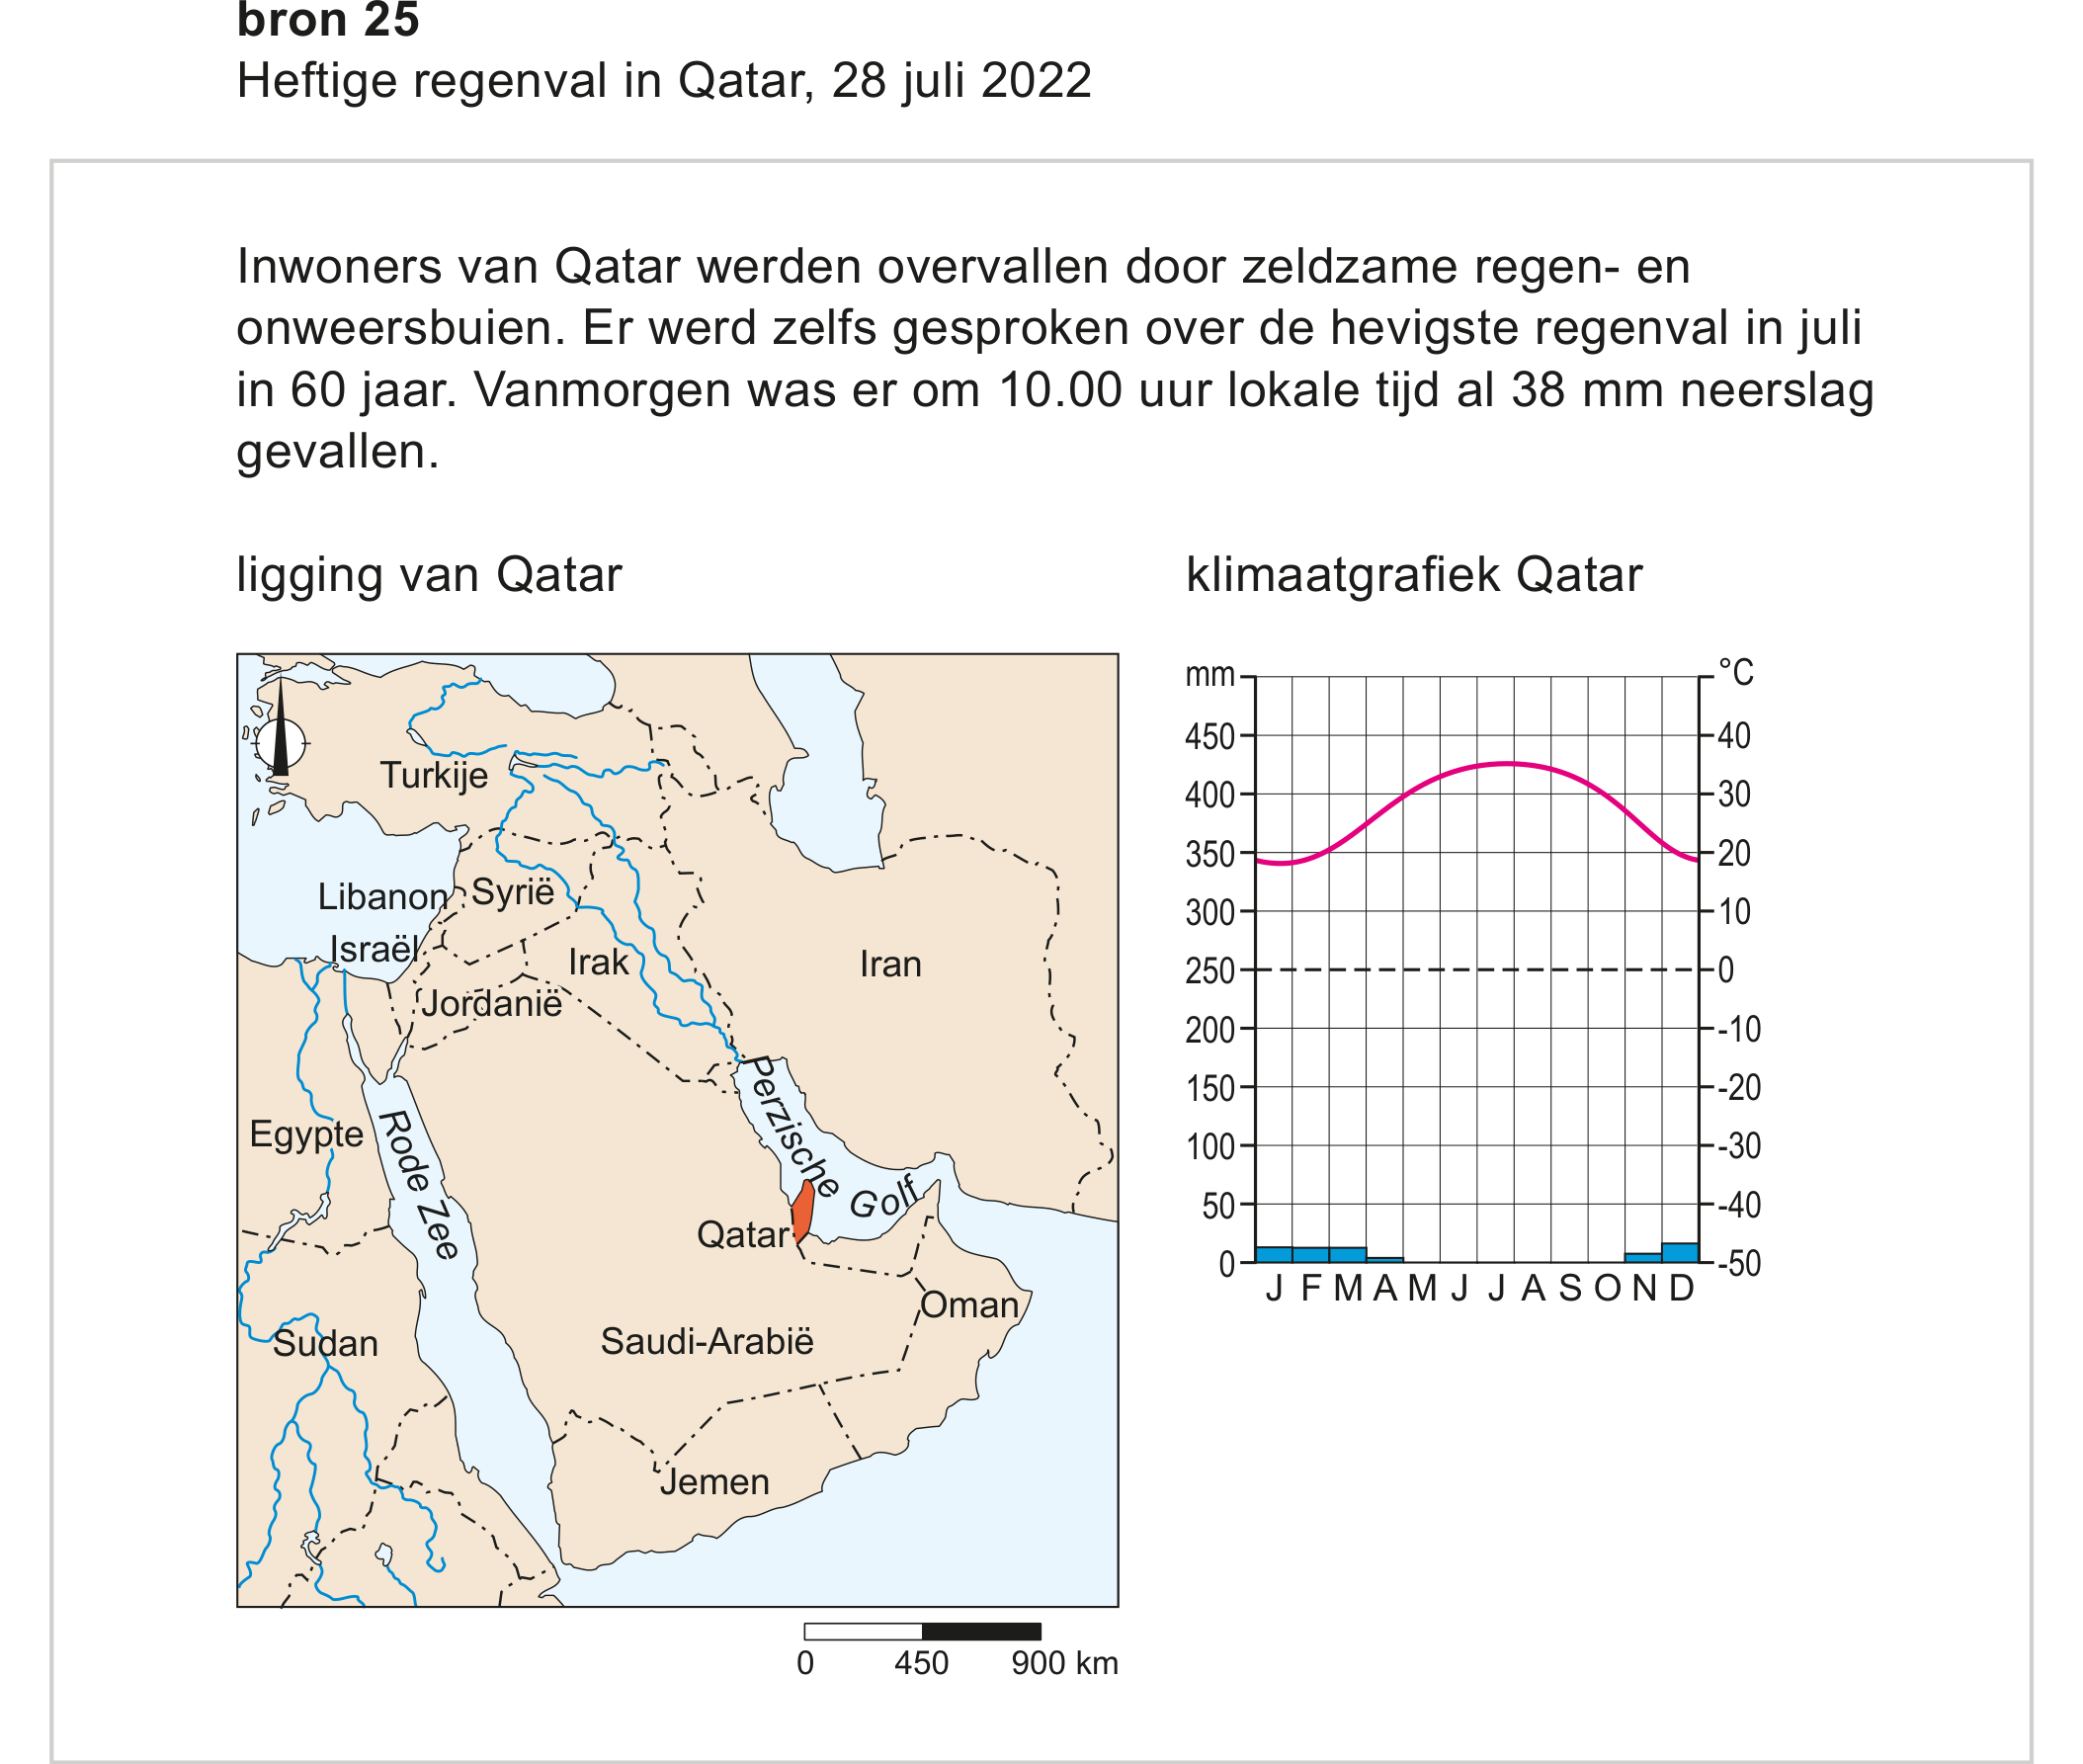 bron 25
Heftige regenval in Qatar, 28 juli 2022
Inwoners van Qatar werden overvallen door zeldzame regen- en
onweersbuien. Er werd zelfs gesproken over de hevigste regenval in juli
in 60 jaar. Vanmorgen was er om 10.00 uur lokale tijd al 38 mm neerslag
gevallen.
ligging van Qatar
Turkije
Libanon
Syrië
Israël
Irak
Iran
Jordanië
Egypte
Rode Zee
Perzische Golf
Qatar
Oman
Saudi-Arabië
Sudan
Jemen
0 450 900 km
klimaatgrafiek Qatar
mm °C
450 40
400 30
350 20
300 10
250 0
200 -10
150 -20
100 -30
50 -40
0 -50
J F M A M J J A S O N D